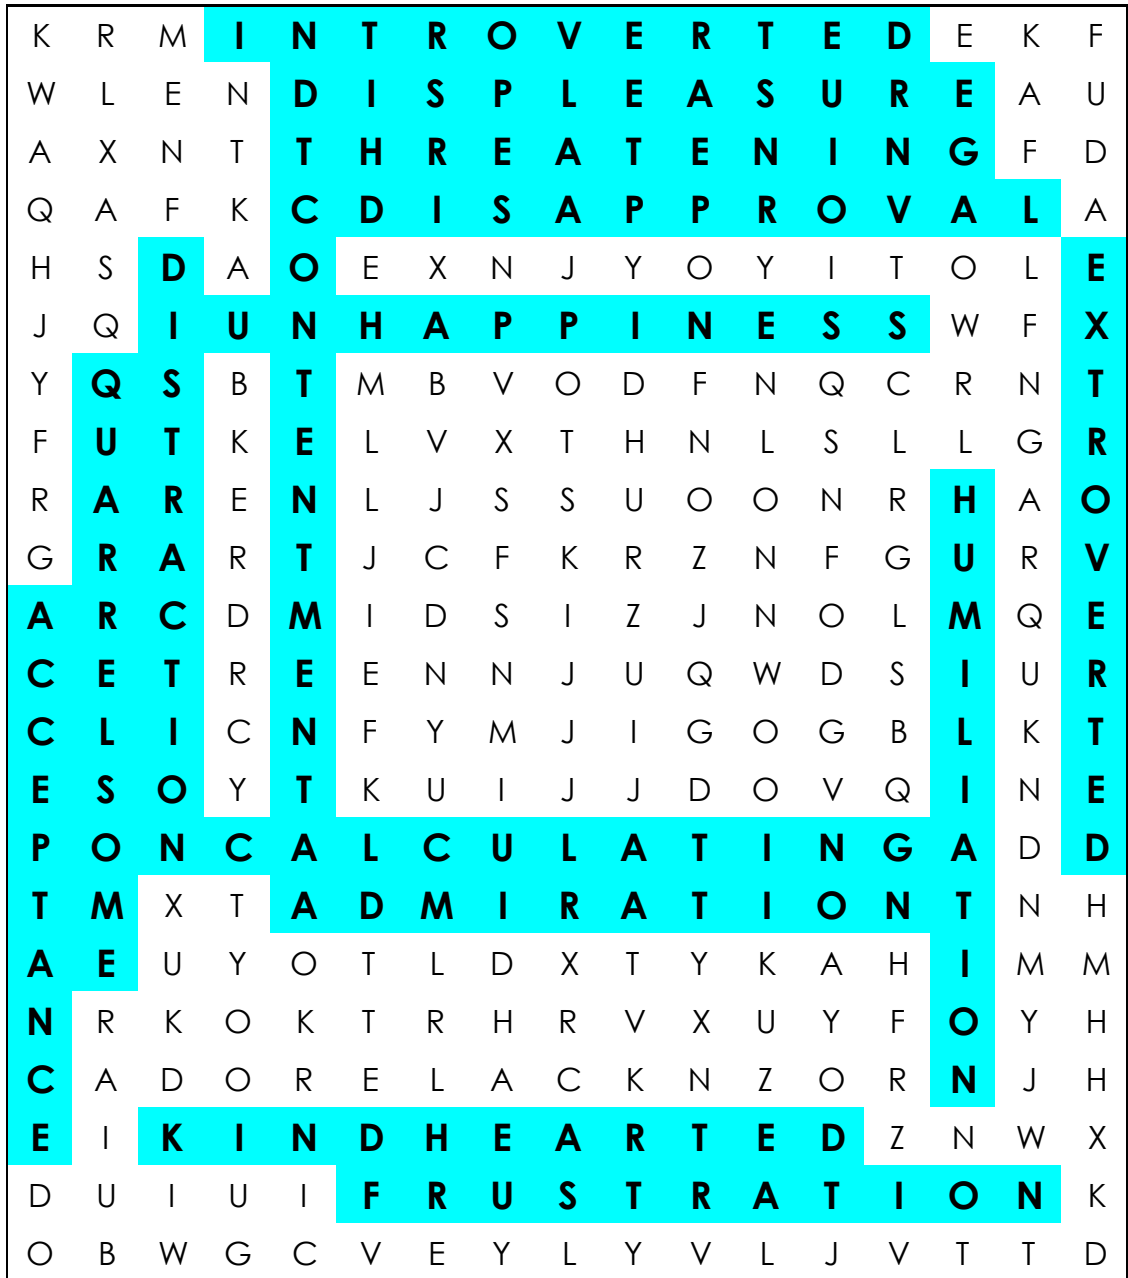 K R M I N T R O V E R T E D E K F
W L E N D I S P L E A S U R E A U
A X N T T H R E A T E N I N G F D
Q A F K C D I S A P P R O V A L A
H S D A O E X N J Y O Y I T O L E
J Q I U N H A P P I N E S S W F X
Y Q S B T M B V O D F N Q C R N T
F U T K E L V X T H N L S L L G R
R A R E N L J S S U O O N R H A O
G R A R T J C F K R Z N F G U R V
A R C D M I D S I Z J N O L M Q E
C E T R E E N N J U Q W D S I U R
C L I C N F Y M J I G O G B L K T
E S O Y T K U I J J D O V Q I N E
P O N C A L C U L A T I N G A D D
T M X T A D M I R A T I O N T N H
A E U Y O T L D X T Y K A H I M M
N R K O K T R H R V X U Y F O Y H
C A D O R E L A C K N Z O R N J H
E I K I N D H E A R T E D Z N W X
D U I U I F R U S T R A T I O N K
O B W G C V E Y L Y V L J V T T D